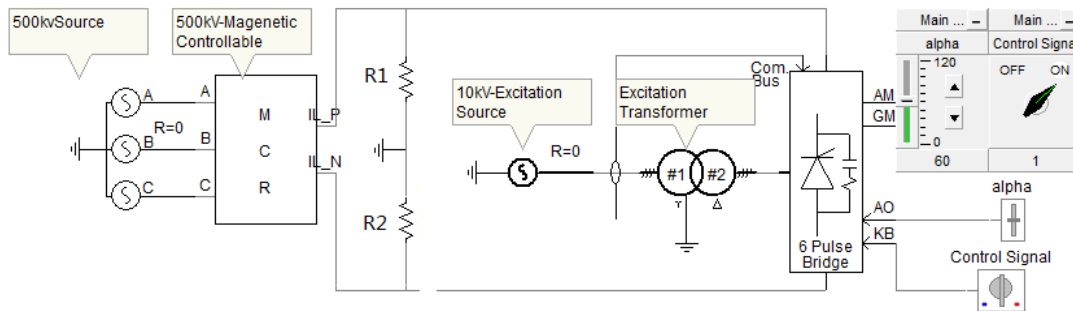 500kvSource
500kV-Magenetic
Controllable
A
B
C
R=0
A
B
C
M
C
R
IL_P
IL_N
R1
R2
10kV-Excitation
Source
R=0
Excitation
Transformer
#1
#2
Com.
Bus
6 Pulse
Bridge
AM
GM
AO
KB
Main ...
alpha
120
0
60
Main ...
Control Signal
OFF
ON
1
alpha
Control Signal